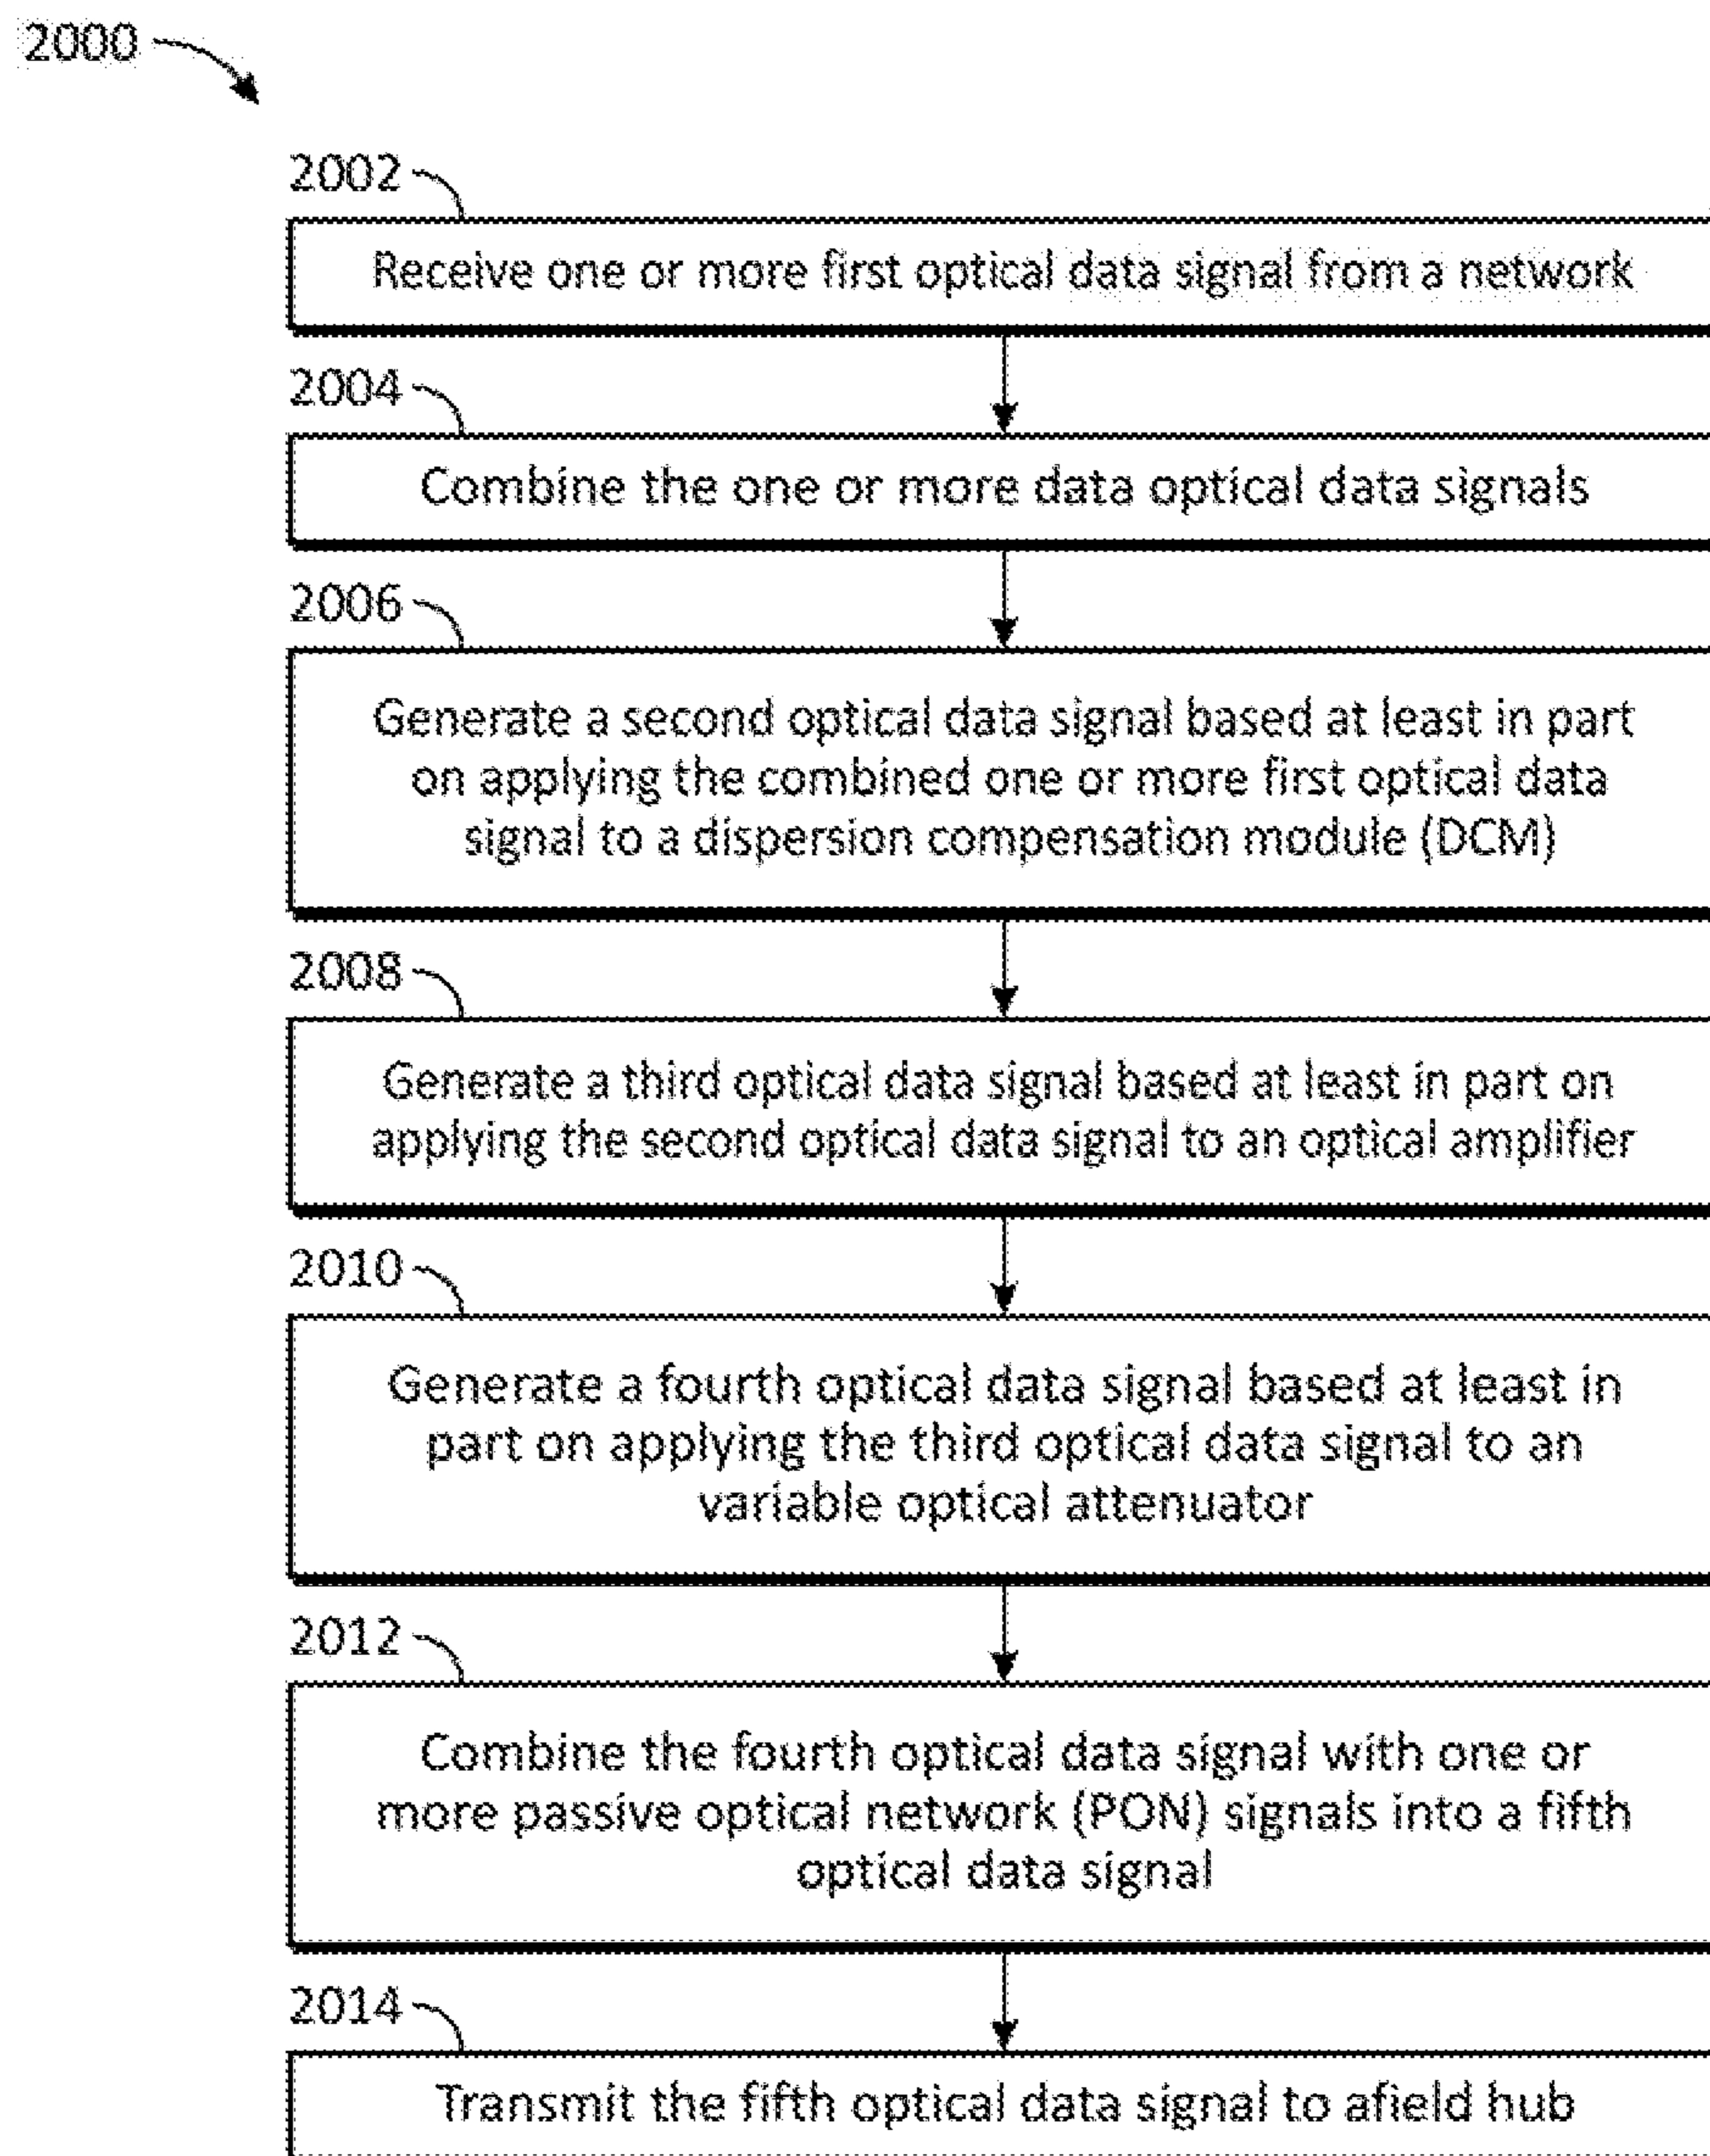 2000
2002
Receive one or more first optical data signal from a network
2004
Combine the one or more data optical data signals
2006
Generate a second optical data signal based at least in part
on applying the combined one or more first optical data
signal to a dispersion compensation module (DCM)
2008
Generate a third optical data signal based at least in part on
applying the second optical data signal to an optical amplifier
2010
Generate a fourth optical data signal based at least in
part on applying the third optical data signal to an
variable optical attenuator
2012
Combine the fourth optical data signal with one or
more passive optical network (PON) signals into a fifth
optical data signal
2014
Transmit the fifth optical data signal to afield hub